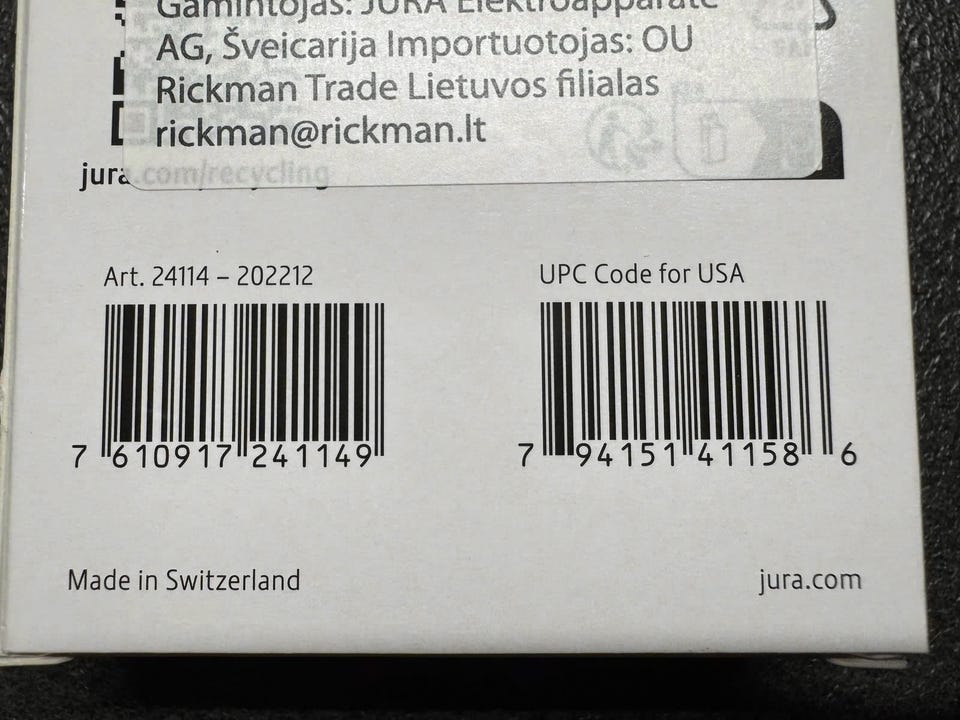 Gamintojas: JURA Elektroapparate
AG, Šveicarija Importuotojas: OU
Rickman Trade Lietuvos filialas
rickman@rickman.lt
jura.com/recycling
Art. 24114 – 202212
UPC Code for USA
7 610917 241149
7 94151 41158 6
Made in Switzerland
jura.com